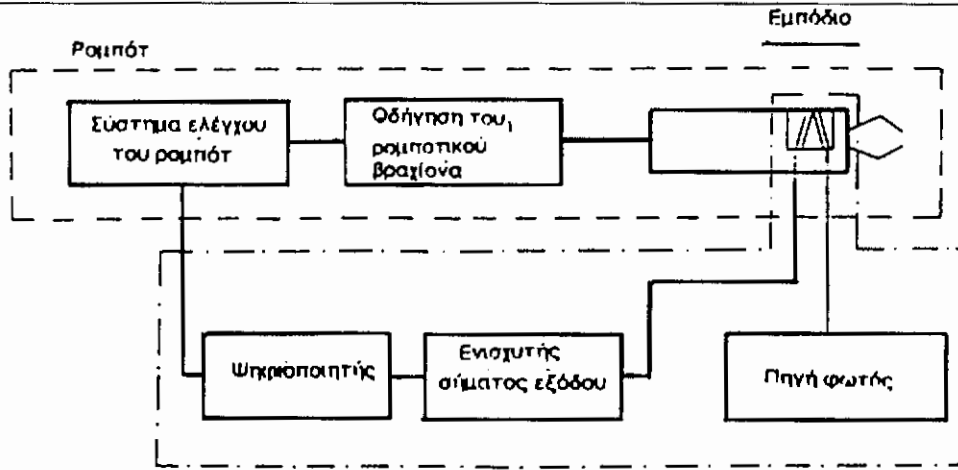 Εμπόδιο
Ρομπότ
Σύστημα ελέγχου
του ρομπότ
Οδήγηση του
ρομποτικού
βραχίονα
Ψηφιοποιητής
Ενισχυτής
σήματος εξόδου
Πηγή φωτός